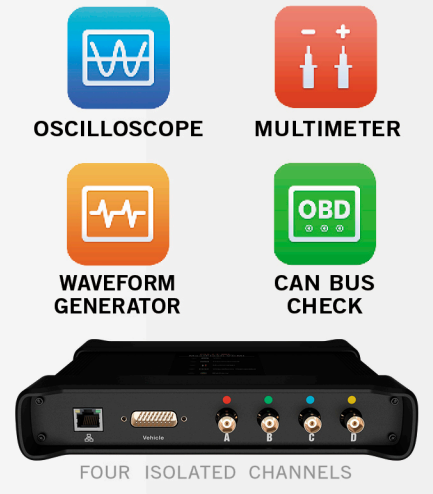 OSCILLOSCOPE
MULTIMETER
WAVEFORM
GENERATOR
OBD
CAN BUS
CHECK
Vehicle
A
B
C
D
FOUR ISOLATED CHANNELS